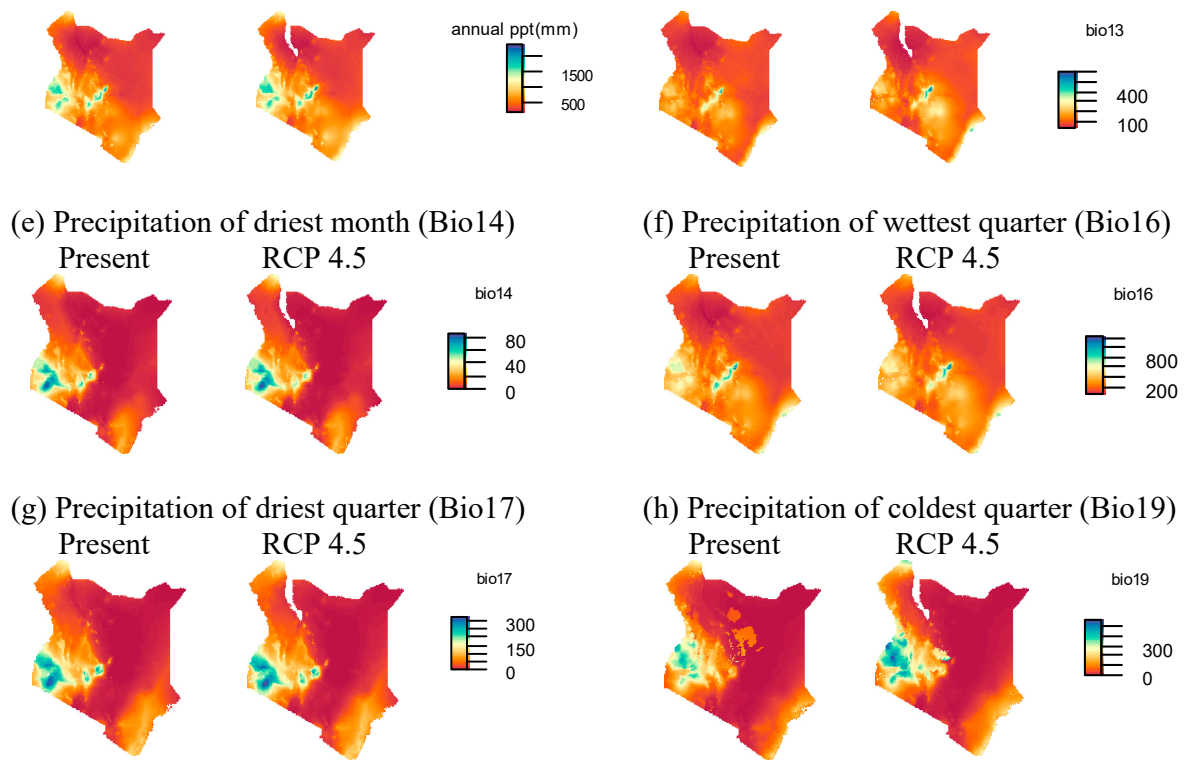 annual ppt(mm)
1500
500
bio13
400
100
(e) Precipitation of driest month (Bio14)
Present RCP 4.5
bio14
80
40
0
(f) Precipitation of wettest quarter (Bio16)
Present RCP 4.5
bio16
800
200
(g) Precipitation of driest quarter (Bio17)
Present RCP 4.5
bio17
300
150
0
(h) Precipitation of coldest quarter (Bio19)
Present RCP 4.5
bio19
300
0